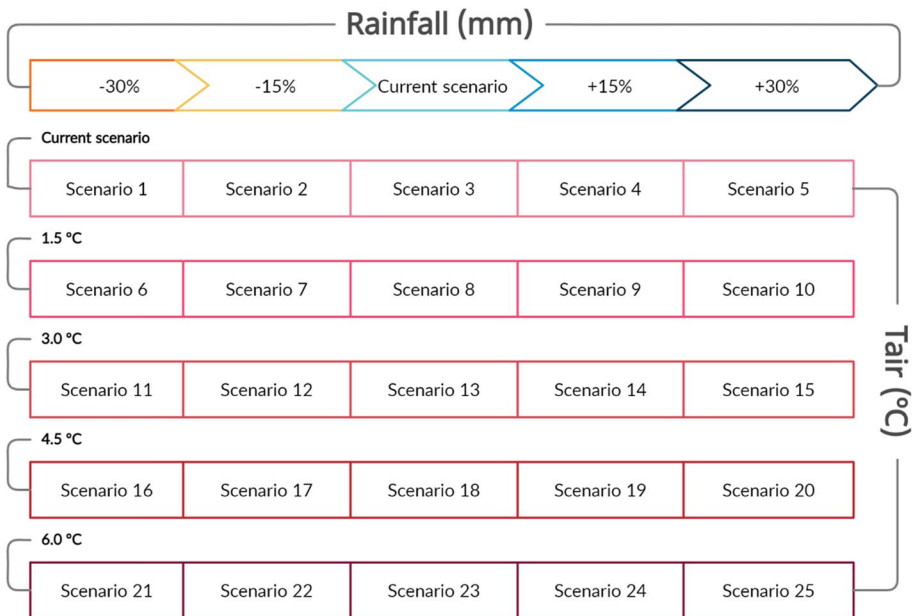 Rainfall (mm)
-30% -15% Current scenario +15% +30%
Current scenario
Scenario 1 Scenario 2 Scenario 3 Scenario 4 Scenario 5
1.5 °C
Scenario 6 Scenario 7 Scenario 8 Scenario 9 Scenario 10
3.0 °C
Scenario 11 Scenario 12 Scenario 13 Scenario 14 Scenario 15
4.5 °C
Scenario 16 Scenario 17 Scenario 18 Scenario 19 Scenario 20
6.0 °C
Scenario 21 Scenario 22 Scenario 23 Scenario 24 Scenario 25
Tair (°C)